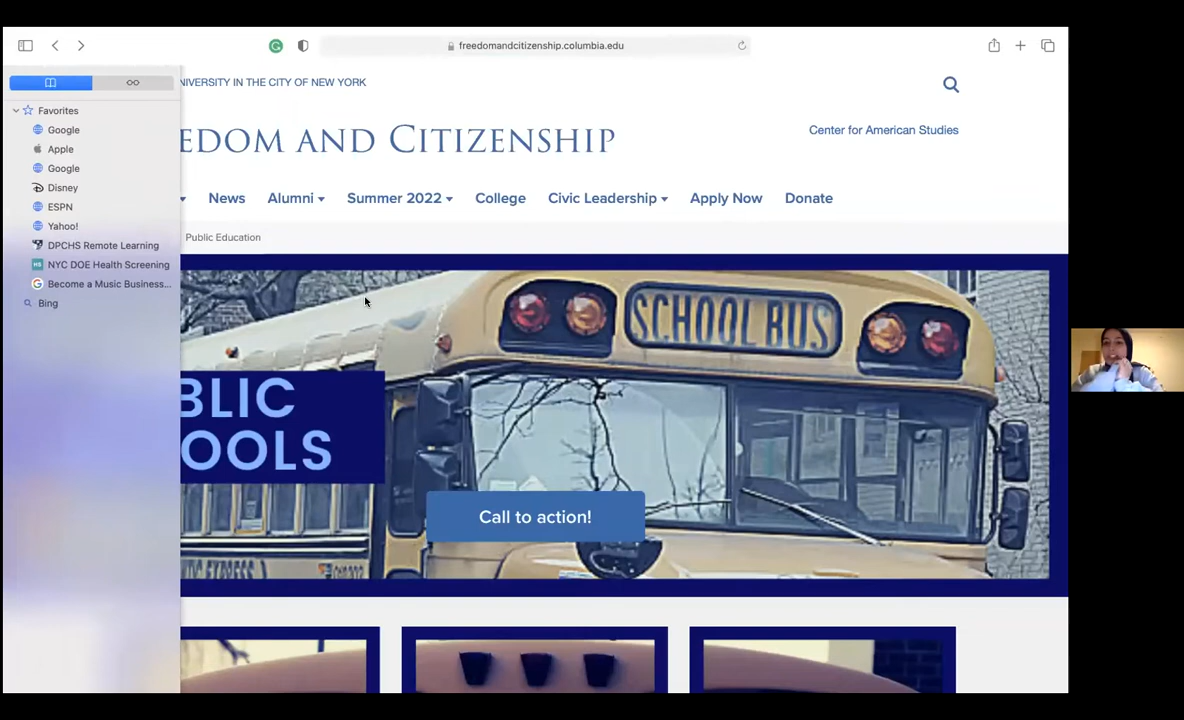 freedomandcitizenship.columbia.edu
Favorites
Google
Apple
Google
Disney
ESPN
Yahoo!
DPCHS Remote Learning
NYC DOE Health Screening
Become a Music Business...
Bing
NIVERSITY IN THE CITY OF NEW YORK
EDOM AND CITIZENSHIP
Center for American Studies
News Alumni Summer 2022 College Civic Leadership Apply Now Donate
Public Education
SCHOOL BUS
BLIC
OOLS
Call to action!